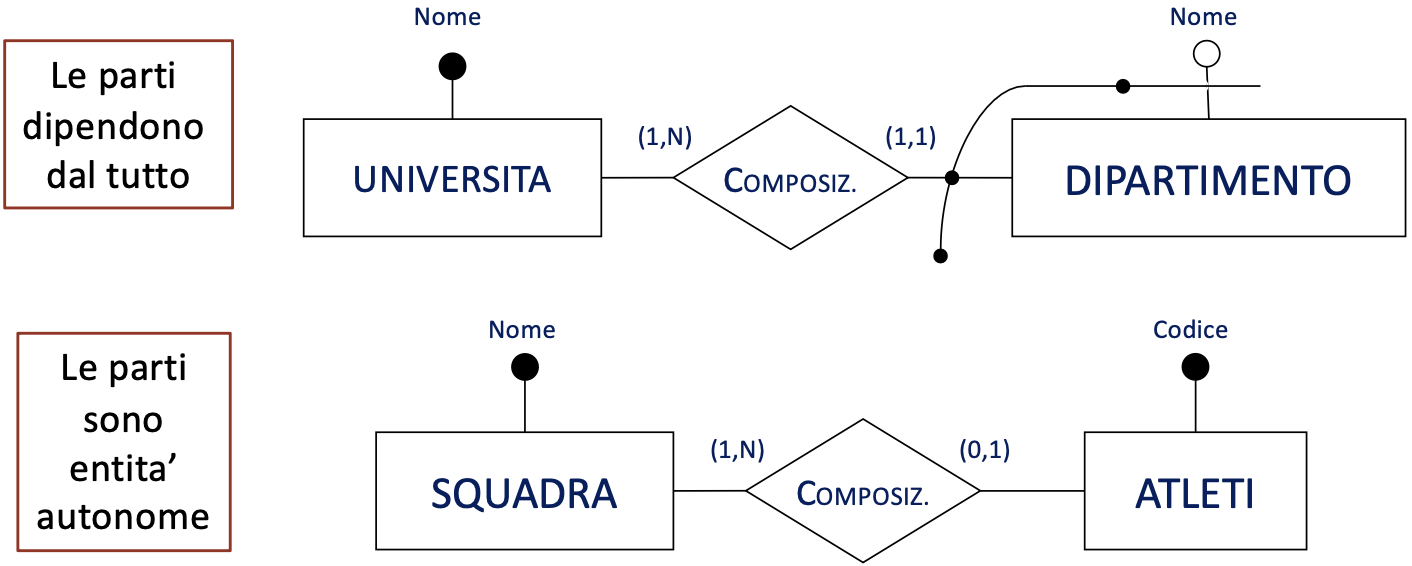 Nome
Nome
Le parti
dipendono
dal tutto
(1,N)
(1,1)
UNIVERSITA
COMPOSIZ.
DIPARTIMENTO
Nome
Codice
Le parti
sono
entita’
autonome
(1,N)
(0,1)
SQUADRA
COMPOSIZ.
ATLETI